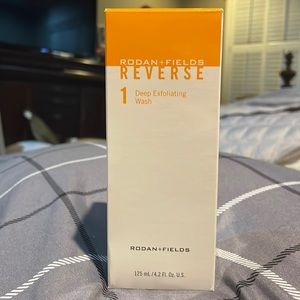 RODAN+FIELDS
REVERSE
1 Deep Exfoliating
Wash
RODAN+FIELDS
125 mL/4.2 Fl. Oz. U.S.